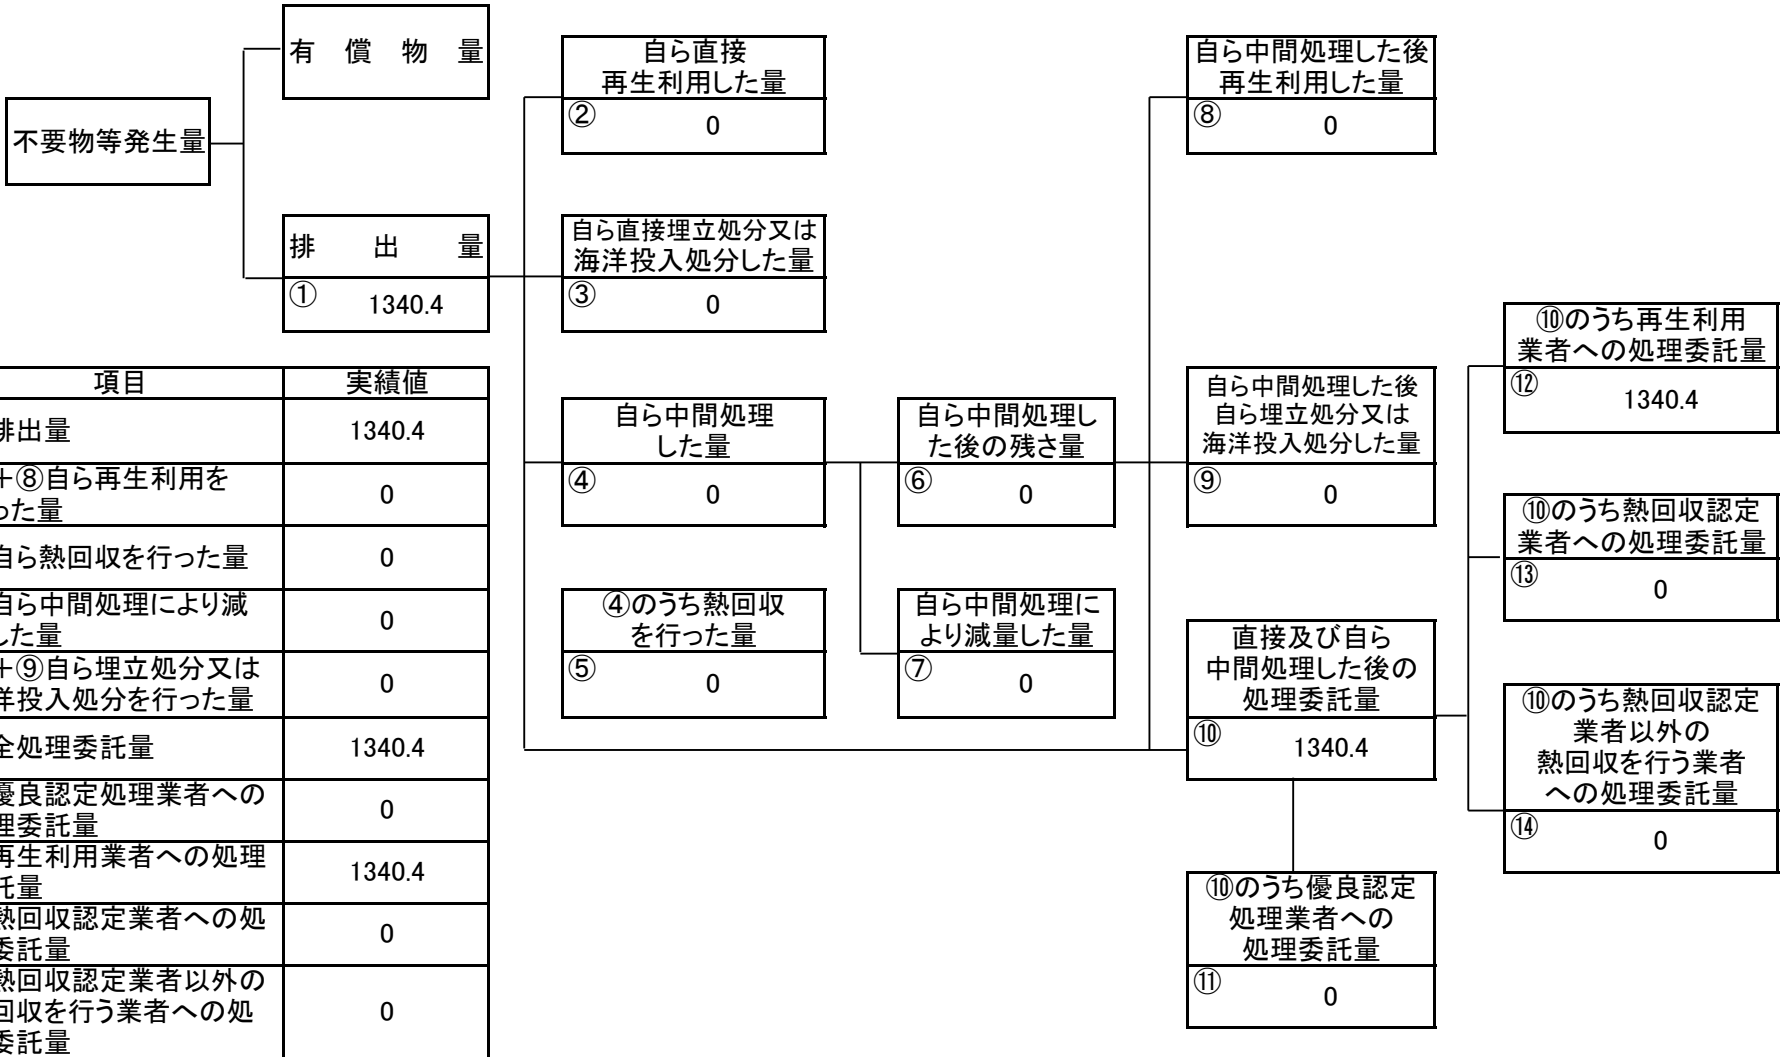 有償物量
不要物等発生量
排出量
① 1340.4
自ら直接
再生利用した量
② 0
自ら直接埋立処分又は
海洋投入処分した量
③ 0
自ら中間処理
した量
④ 0
④のうち熱回収
を行った量
⑤ 0
自ら中間処理し
た後の残さ量
⑥ 0
自ら中間処理に
より減量した量
⑦ 0
自ら中間処理した後
再生利用した量
⑧ 0
自ら中間処理した後
自ら埋立処分又は
海洋投入処分した量
⑨ 0
直接及び自ら
中間処理した後の
処理委託量
⑩ 1340.4
⑩のうち優良認定
処理業者への
処理委託量
⑪ 0
⑩のうち再生利用
業者への処理委託量
⑫ 1340.4
⑩のうち熱回収認定
業者への処理委託量
⑬ 0
⑩のうち熱回収認定
業者以外の
熱回収を行う業者
への処理委託量
⑭ 0
項目 実績値
排出量 1340.4
+⑧自ら再生利用を
った量 0
自ら熱回収を行った量 0
自ら中間処理により減
した量 0
+⑨自ら埋立処分又は
洋投入処分を行った量 0
全処理委託量 1340.4
優良認定処理業者への
理委託量 0
再生利用業者への処理
託量 1340.4
熱回収認定業者への処
委託量 0
熱回収認定業者以外の
回収を行う業者への処
委託量 0